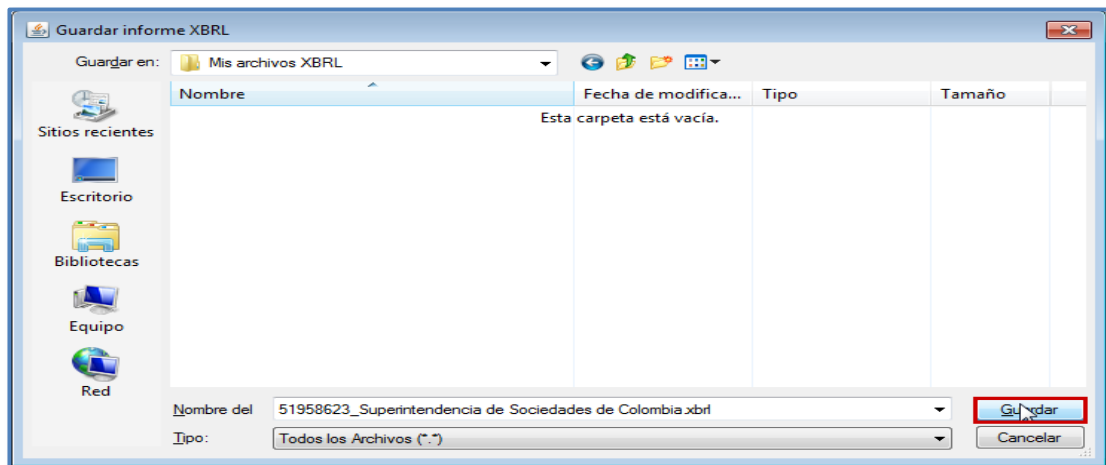 Guardar informe XBRL
Guardar en: Mis archivos XBRL
Nombre Fecha de modifica... Tipo Tamaño
Esta carpeta está vacía.
Sitios recientes
Escritorio
Bibliotecas
Equipo
Red
Nombre del 51958623_Superintendencia de Sociedades de Colombia.xbrl Guardar
Tipo: Todos los Archivos (*.*) Cancelar